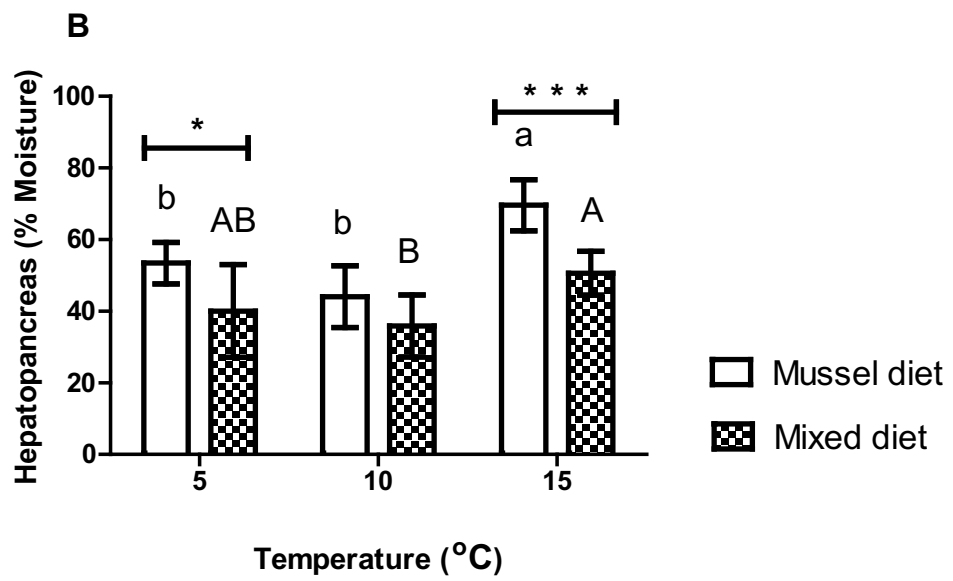 B
Hepatopancreas (% Moisture)
100
80
60
40
20
0
*
* * *
b
AB
b
B
a
A
5
10
15
Temperature (°C)
Mussel diet
Mixed diet